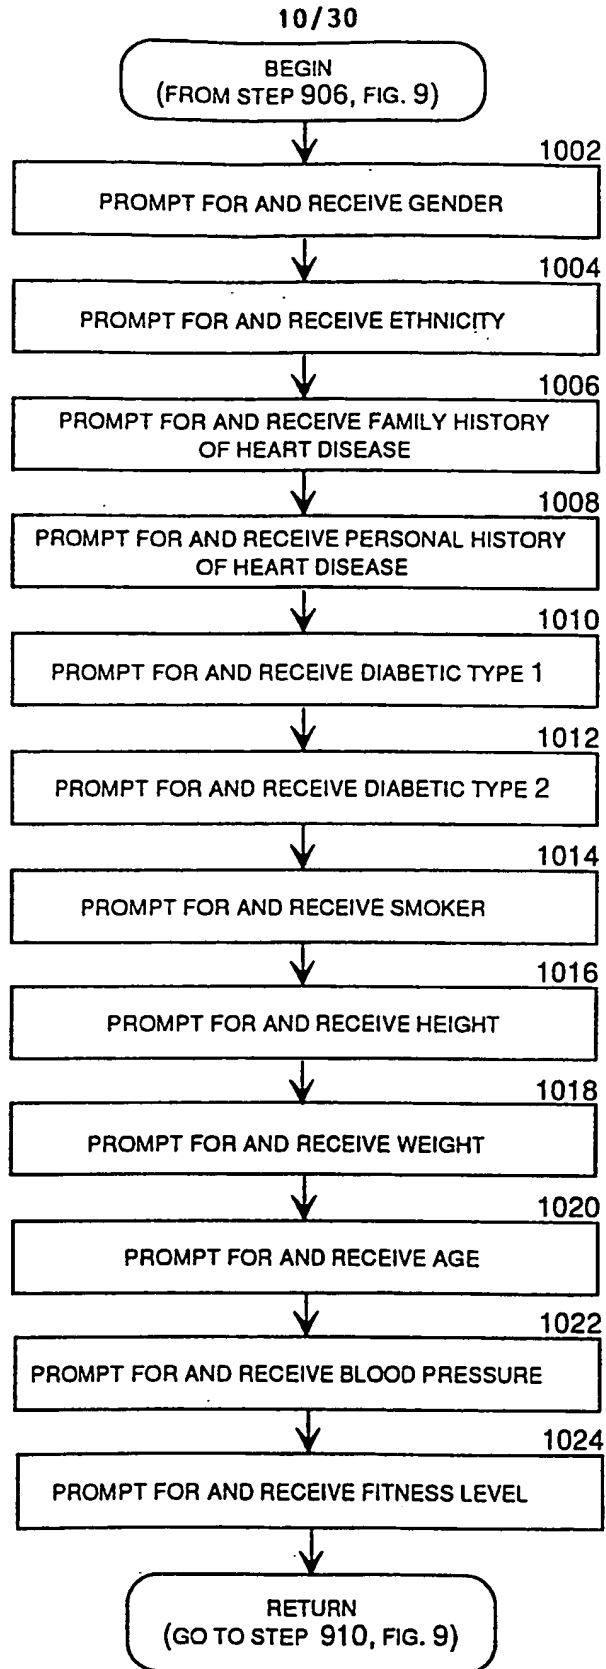 10/30
BEGIN
(FROM STEP 906, FIG. 9)
1002
PROMPT FOR AND RECEIVE GENDER
1004
PROMPT FOR AND RECEIVE ETHNICITY
1006
PROMPT FOR AND RECEIVE FAMILY HISTORY
OF HEART DISEASE
1008
PROMPT FOR AND RECEIVE PERSONAL HISTORY
OF HEART DISEASE
1010
PROMPT FOR AND RECEIVE DIABETIC TYPE 1
1012
PROMPT FOR AND RECEIVE DIABETIC TYPE 2
1014
PROMPT FOR AND RECEIVE SMOKER
1016
PROMPT FOR AND RECEIVE HEIGHT
1018
PROMPT FOR AND RECEIVE WEIGHT
1020
PROMPT FOR AND RECEIVE AGE
1022
PROMPT FOR AND RECEIVE BLOOD PRESSURE
1024
PROMPT FOR AND RECEIVE FITNESS LEVEL
RETURN
(GO TO STEP 910, FIG. 9)